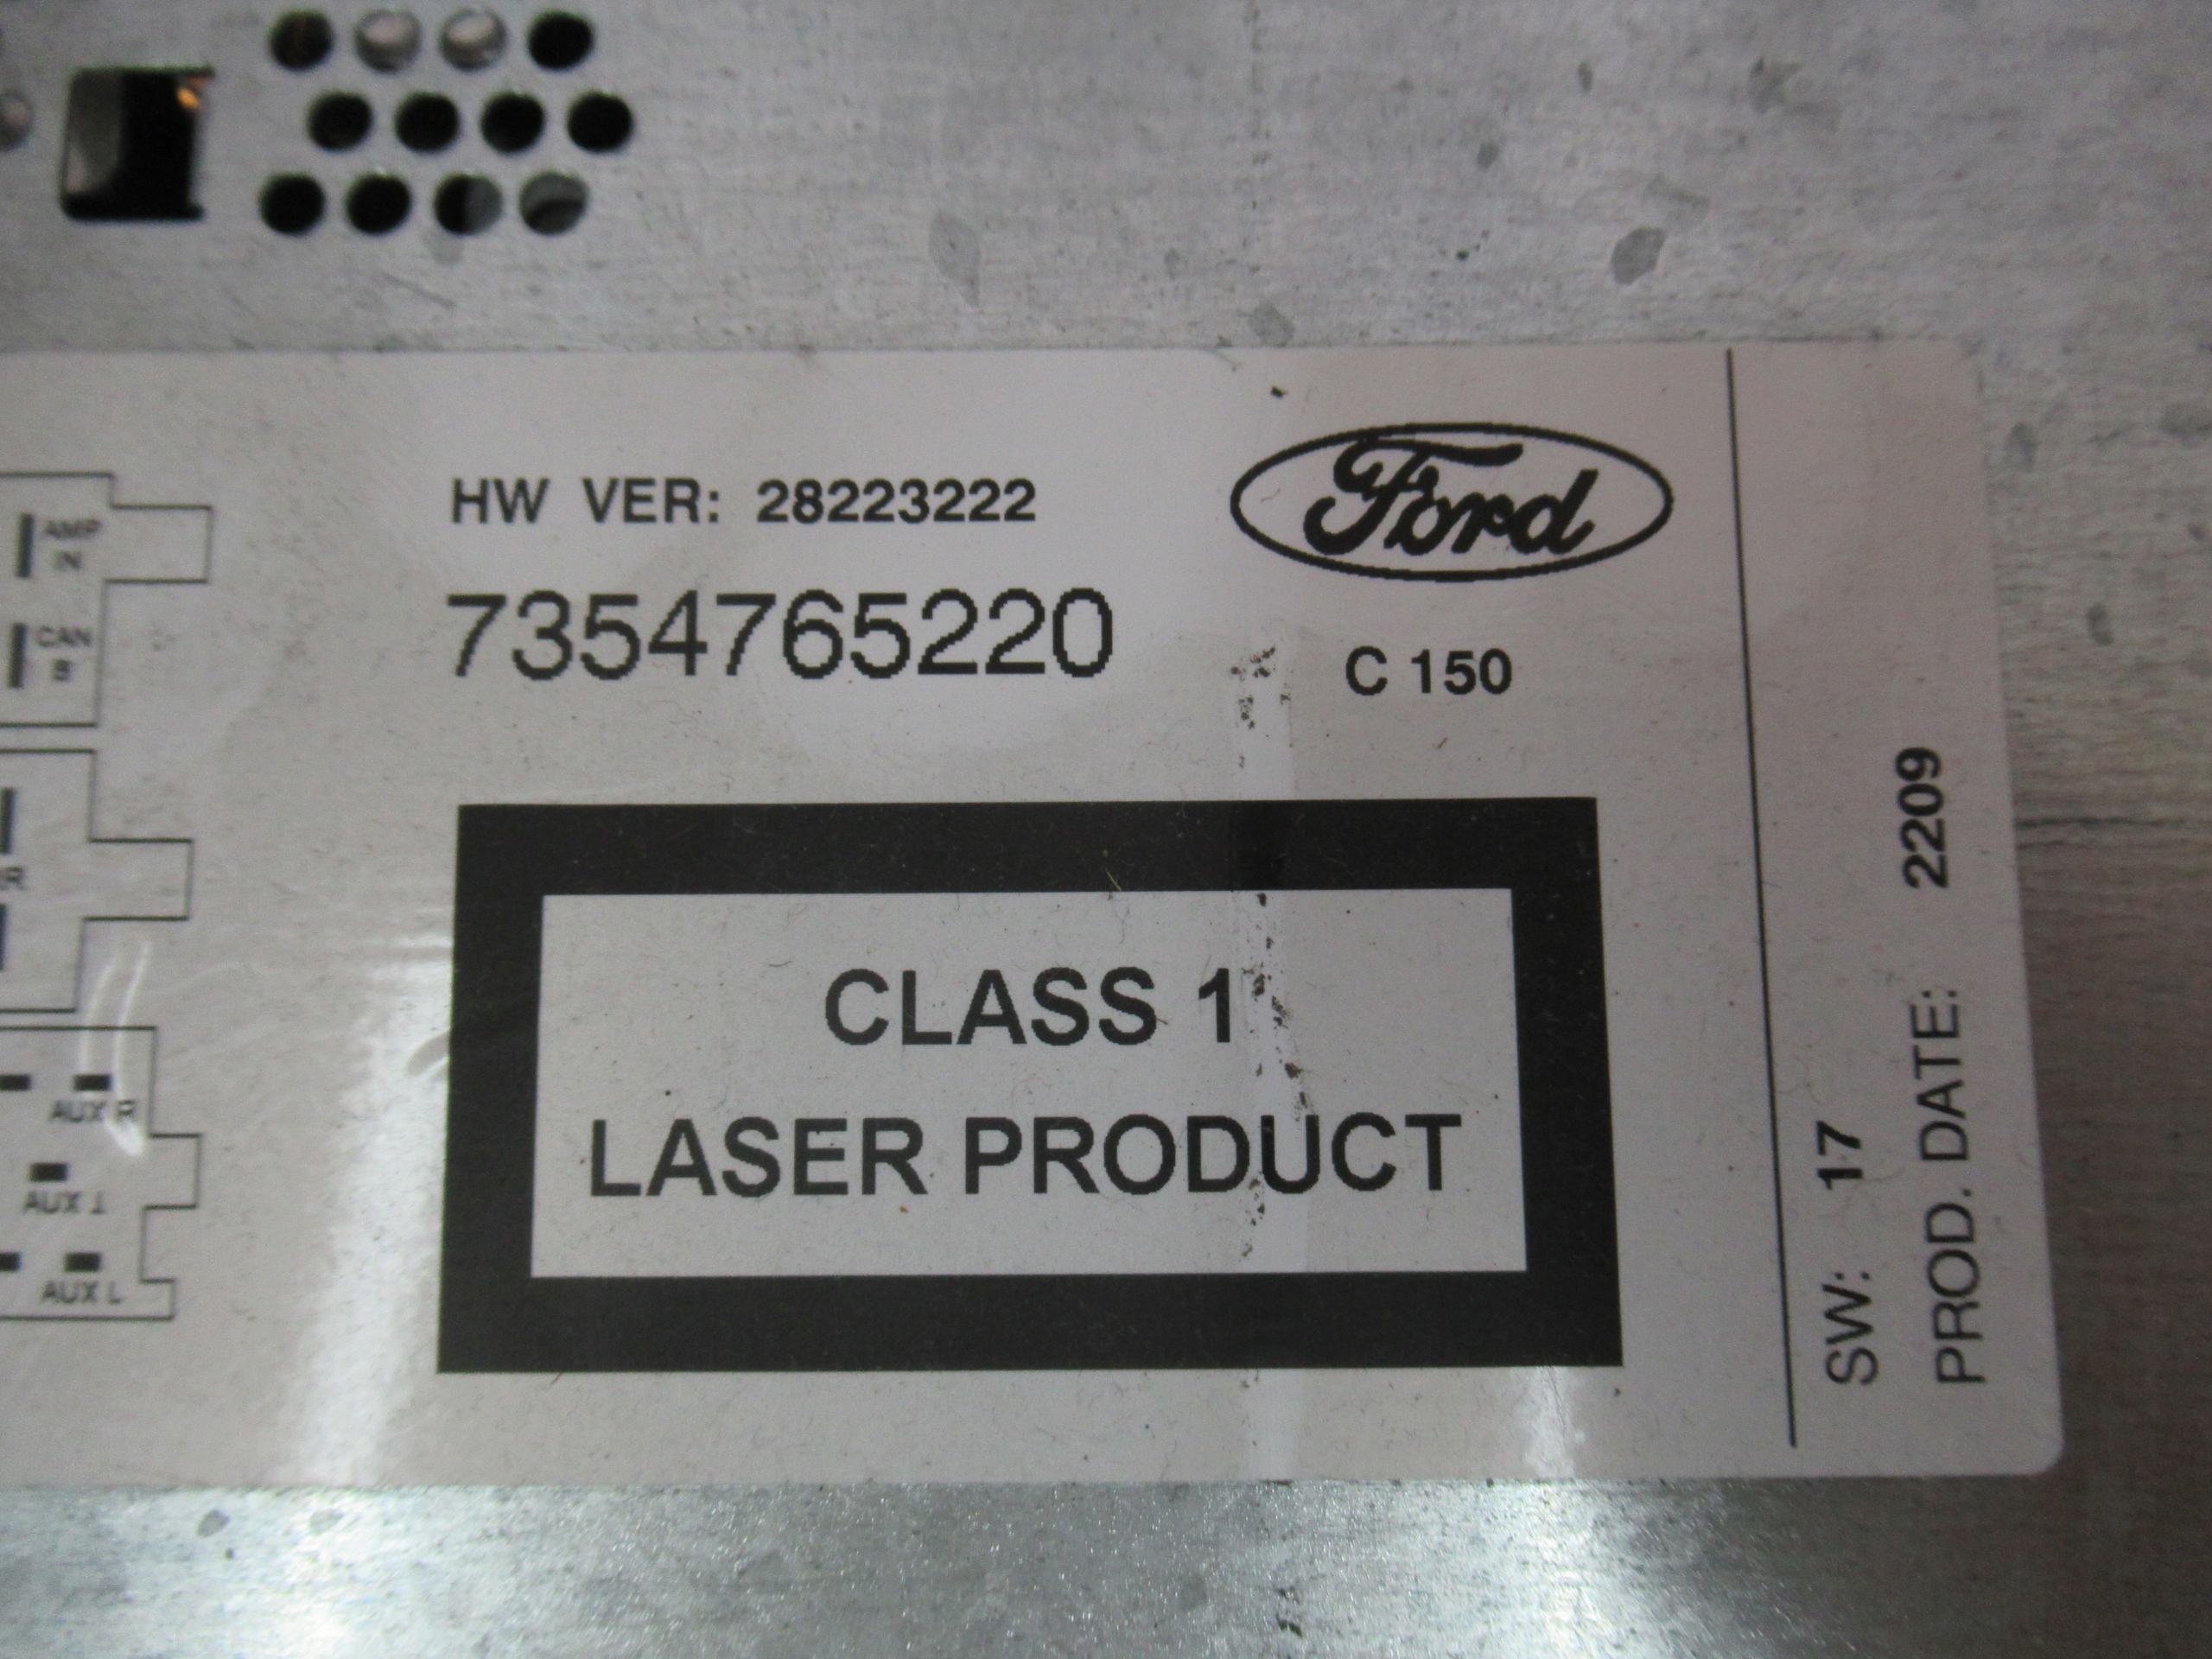 HW VER: 28223222
Ford
7354765220
C 150
AMP
IN
CAN
B
CLASS 1
LASER PRODUCT
AUX R
AUX L
SW: 17
PROD. DATE: 2209